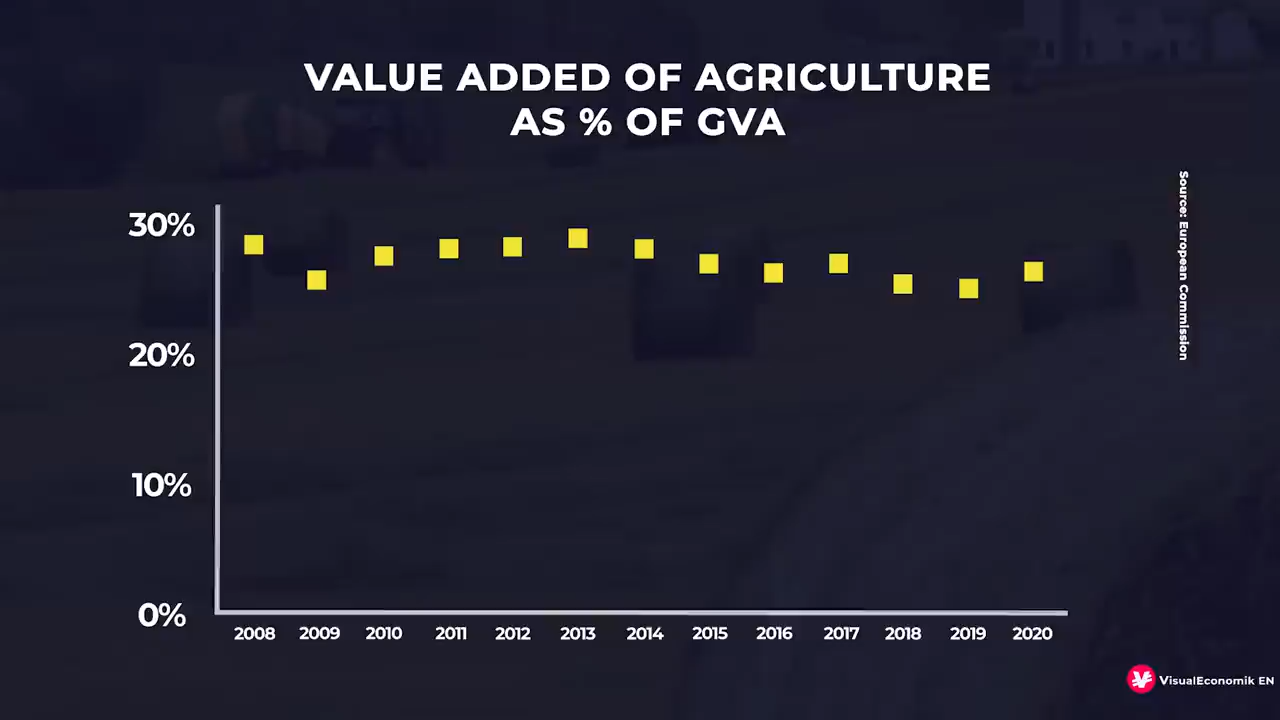 VALUE ADDED OF AGRICULTURE
AS % OF GVA
Source: European Commission
30%
20%
10%
0%
2008 2009 2010 2011 2012 2013 2014 2015 2016 2017 2018 2019 2020
VisualEconomik EN